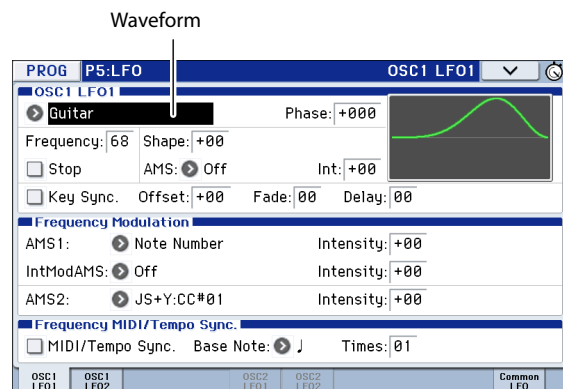 Waveform
PROG P5:LFO OSC1 LFO1
OSC1 LFO1
Guitar Phase: +000
Frequency: 68 Shape: +00
Stop AMS: Off Int: +00
Key Sync. Offset: +00 Fade: 00 Delay: 00
Frequency Modulation
AMS1: Note Number Intensity: +00
IntModAMS: Off Intensity: +00
AMS2: JS+Y:CC#01 Intensity: +00
Frequency MIDI/Tempo Sync.
MIDI/Tempo Sync. Base Note: ♩ Times: 01
OSC1 LFO1 OSC1 LFO2 OSC2 LFO1 OSC2 LFO2 Common LFO